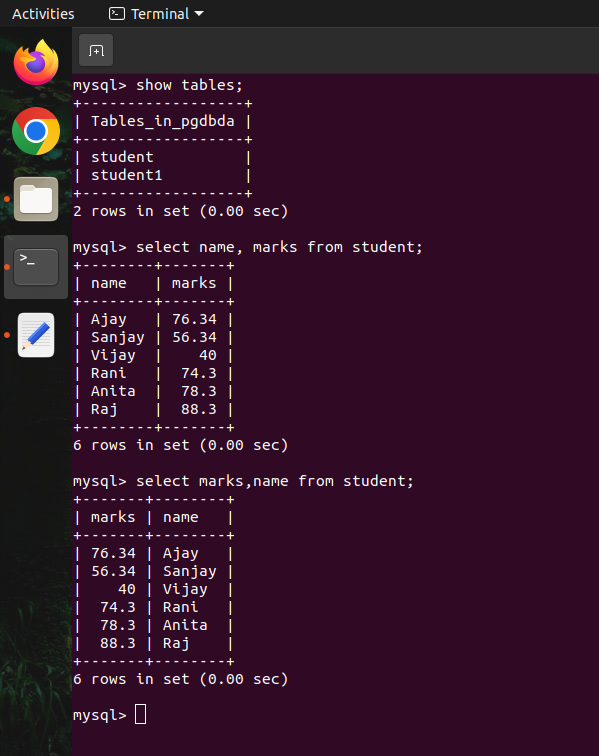 Activities Terminal
mysql> show tables;
+------------------+
| Tables_in_pgdbda |
+------------------+
| student          |
| student1         |
+------------------+
2 rows in set (0.00 sec)
mysql> select name, marks from student;
+--------+-------+
| name   | marks |
+--------+-------+
| Ajay   | 76.34 |
| Sanjay | 56.34 |
| Vijay  |    40 |
| Rani   |  74.3 |
| Anita  |  78.3 |
| Raj    |  88.3 |
+--------+-------+
6 rows in set (0.00 sec)
mysql> select marks,name from student;
+-------+--------+
| marks | name   |
+-------+--------+
| 76.34 | Ajay   |
| 56.34 | Sanjay |
|    40 | Vijay  |
|  74.3 | Rani   |
|  78.3 | Anita  |
|  88.3 | Raj    |
+-------+--------+
6 rows in set (0.00 sec)
mysql>